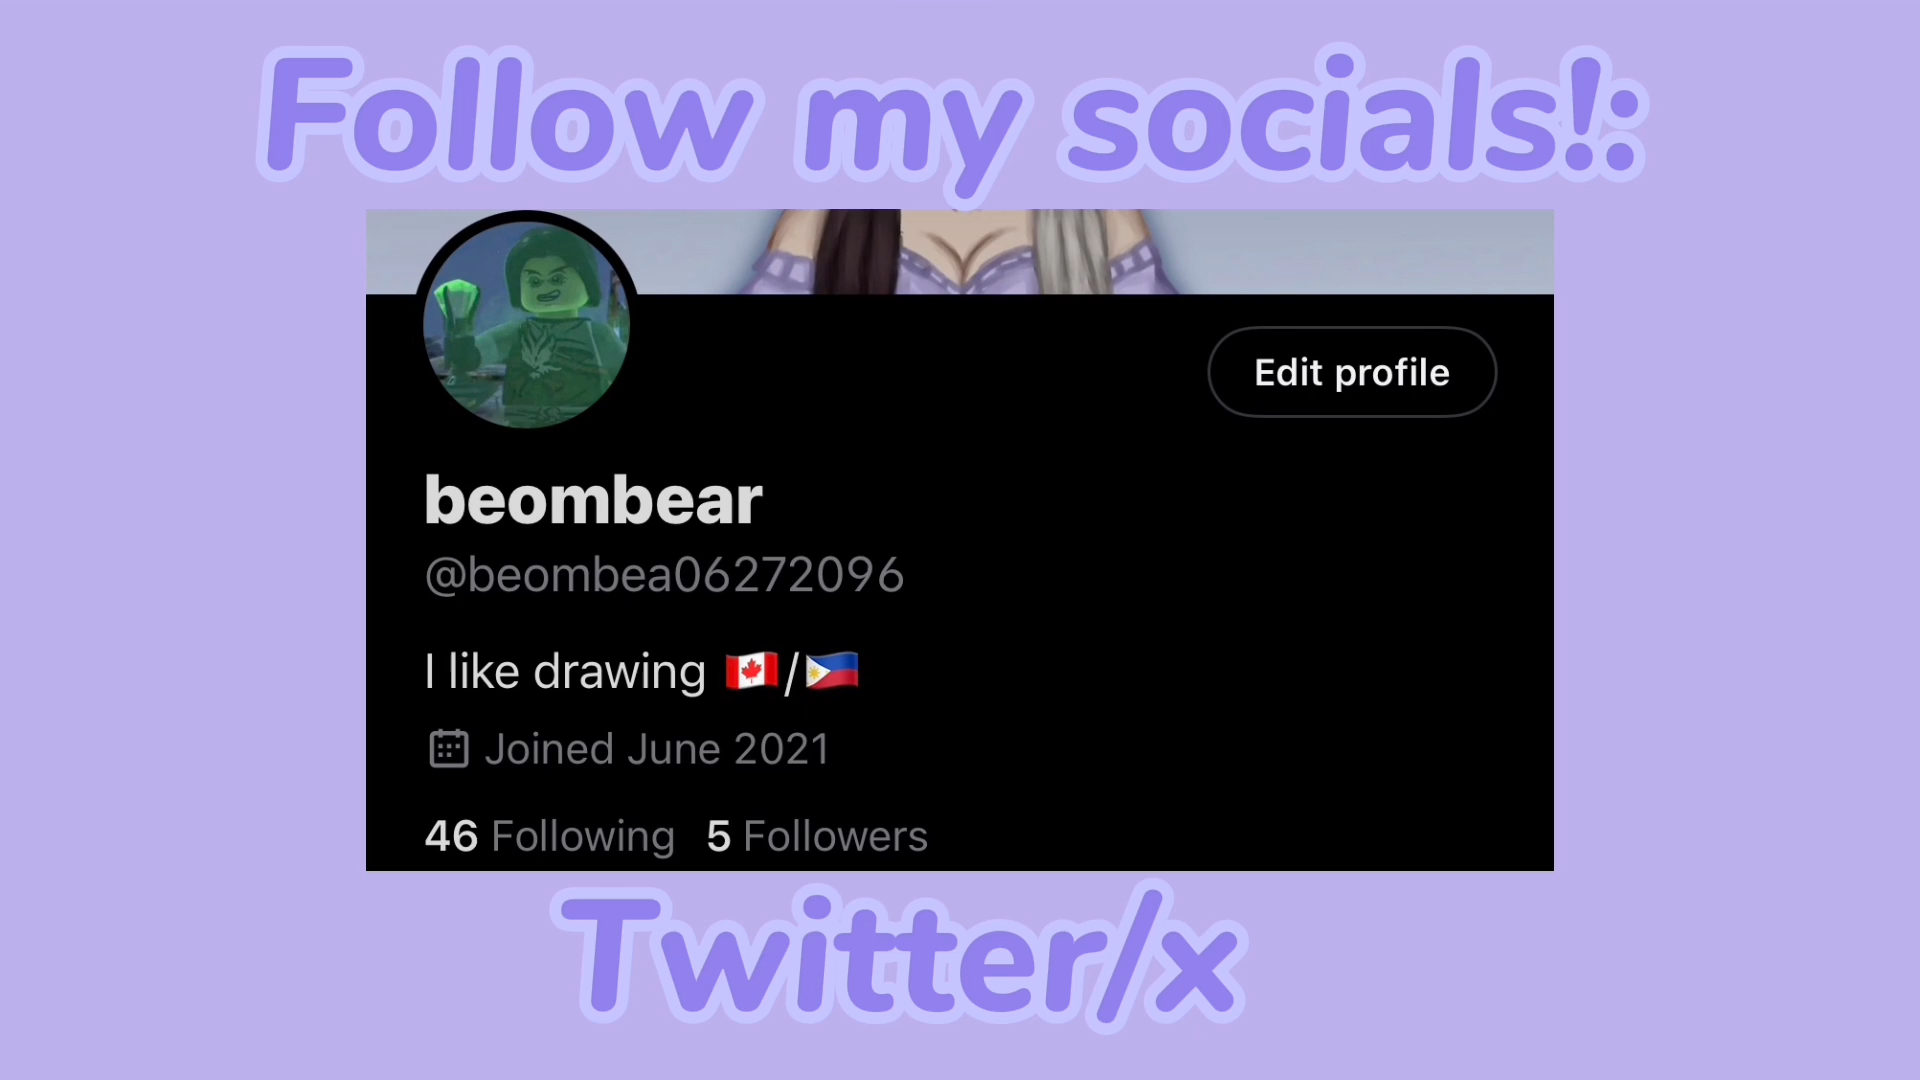 Follow my socials!:
Edit profile
beombear
@beombea06272096
I like drawing 🇨🇦/🇵🇭
Joined June 2021
46 Following 5 Followers
Twitter/x